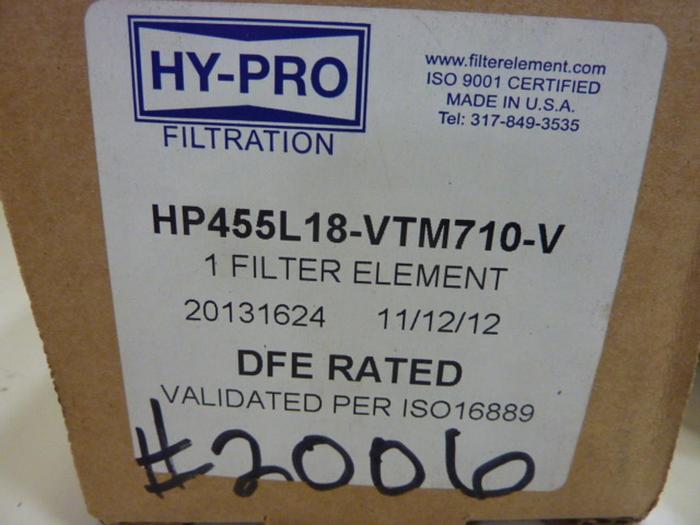 HY-PRO
FILTRATION
www.filterelement.com
ISO 9001 CERTIFIED
MADE IN U.S.A.
Tel: 317-849-3535
HP455L18-VTM710-V
1 FILTER ELEMENT
20131624 11/12/12
DFE RATED
VALIDATED PER ISO16889
#2006